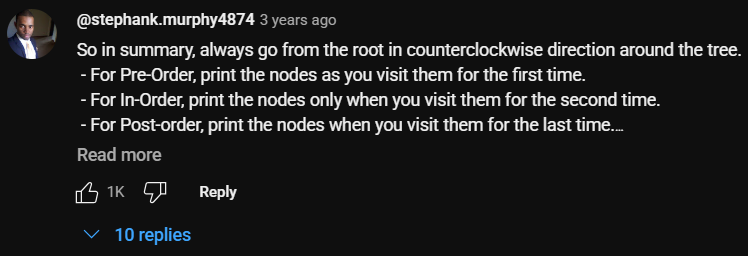 @stephank.murphy4874 3 years ago
So in summary, always go from the root in counterclockwise direction around the tree.
- For Pre-Order, print the nodes as you visit them for the first time.
- For In-Order, print the nodes only when you visit them for the second time.
- For Post-order, print the nodes when you visit them for the last time....
Read more
1K Reply
10 replies